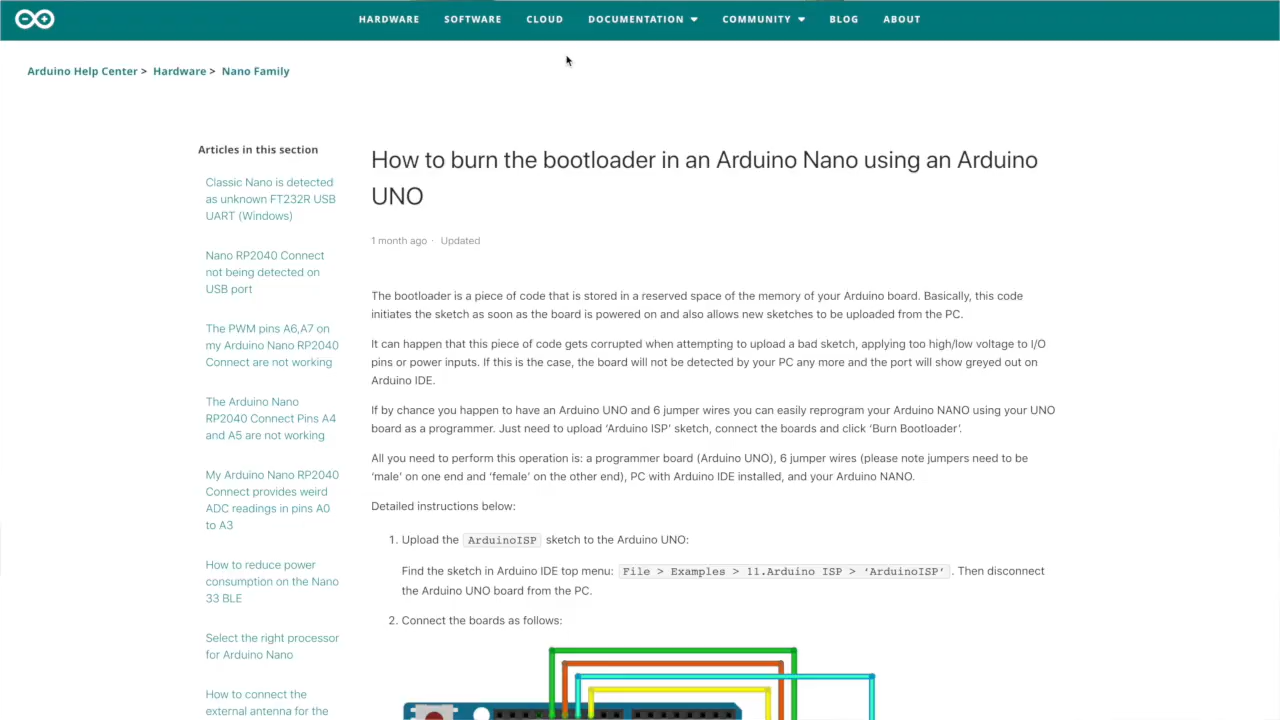 HARDWARE SOFTWARE CLOUD DOCUMENTATION COMMUNITY BLOG ABOUT
Arduino Help Center > Hardware > Nano Family
Articles in this section
Classic Nano is detected
as unknown FT232R USB
UART (Windows)
Nano RP2040 Connect
not being detected on
USB port
The PWM pins A6,A7 on
my Arduino Nano RP2040
Connect are not working
The Arduino Nano
RP2040 Connect Pins A4
and A5 are not working
My Arduino Nano RP2040
Connect provides weird
ADC readings in pins A0
to A3
How to reduce power
consumption on the Nano
33 BLE
Select the right processor
for Arduino Nano
How to connect the
external antenna for the
How to burn the bootloader in an Arduino Nano using an Arduino
UNO
1 month ago · Updated
The bootloader is a piece of code that is stored in a reserved space of the memory of your Arduino board. Basically, this code
initiates the sketch as soon as the board is powered on and also allows new sketches to be uploaded from the PC.
It can happen that this piece of code gets corrupted when attempting to upload a bad sketch, applying too high/low voltage to I/O
pins or power inputs. If this is the case, the board will not be detected by your PC any more and the port will show greyed out on
Arduino IDE.
If by chance you happen to have an Arduino UNO and 6 jumper wires you can easily reprogram your Arduino NANO using your UNO
board as a programmer. Just need to upload ‘Arduino ISP’ sketch, connect the boards and click ‘Burn Bootloader’.
All you need to perform this operation is: a programmer board (Arduino UNO), 6 jumper wires (please note jumpers need to be
‘male’ on one end and ‘female’ on the other end), PC with Arduino IDE installed, and your Arduino NANO.
Detailed instructions below:
1. Upload the ArduinoISP sketch to the Arduino UNO:
Find the sketch in Arduino IDE top menu: File > Examples > 11.Arduino ISP > ‘ArduinoISP’. Then disconnect
the Arduino UNO board from the PC.
2. Connect the boards as follows: